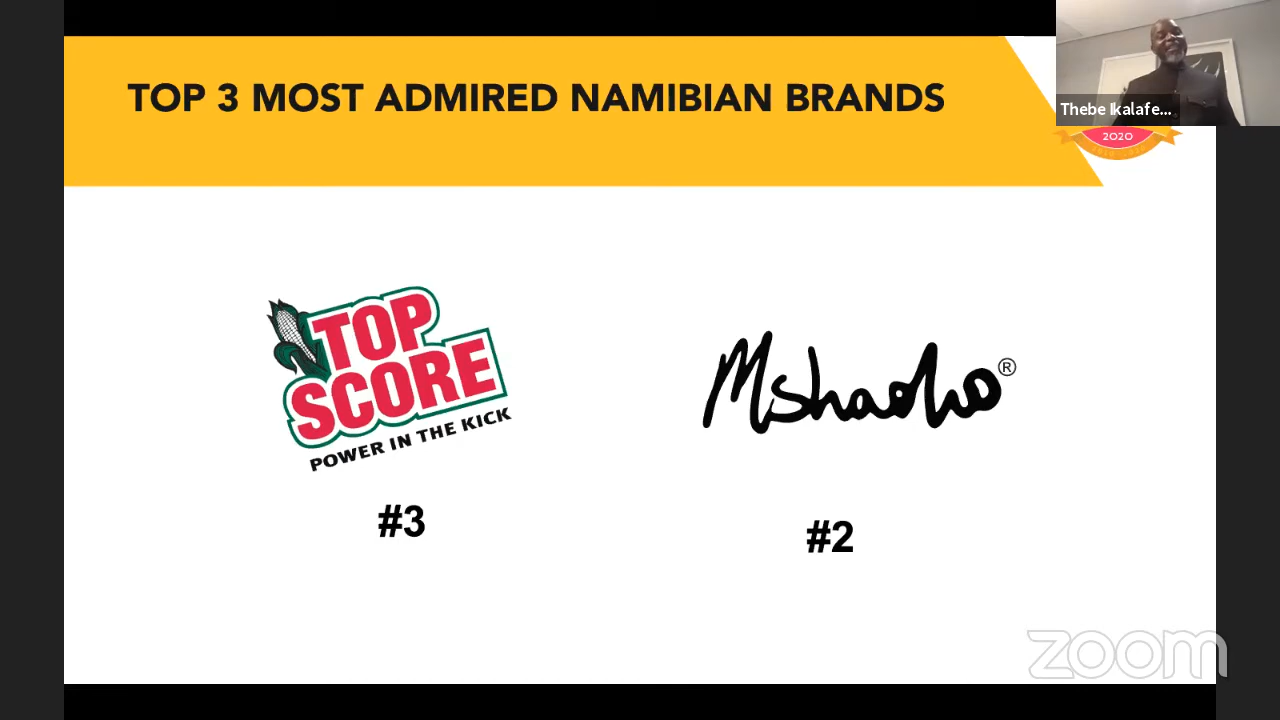 TOP 3 MOST ADMIRED NAMIBIAN BRANDS
Thebe Ikalafe...
2020
TOP
SCORE
POWER IN THE KICK
Mshasho®
#3
#2
zoom